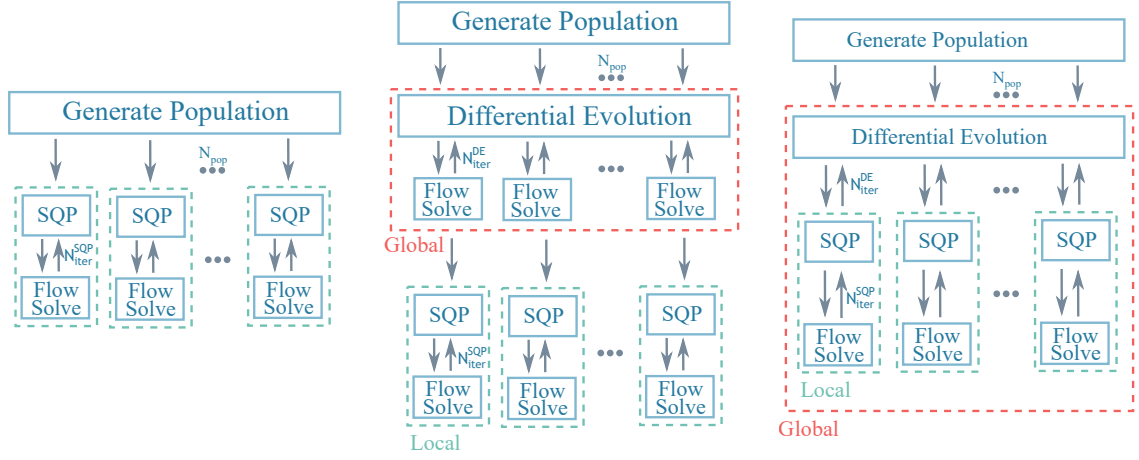 Generate Population
N_pop
SQP
SQP
SQP
N_iter^SQP
Flow
Solve
Flow
Solve
Flow
Solve
Generate Population
N_pop
Differential Evolution
N_iter^DE
Flow
Solve
Flow
Solve
Flow
Solve
Global
SQP
SQP
SQP
N_iter^SQP
Flow
Solve
Flow
Solve
Flow
Solve
Local
Generate Population
N_pop
Differential Evolution
N_iter^DE
SQP
SQP
SQP
N_iter^SQP
Flow
Solve
Flow
Solve
Flow
Solve
Local
Global